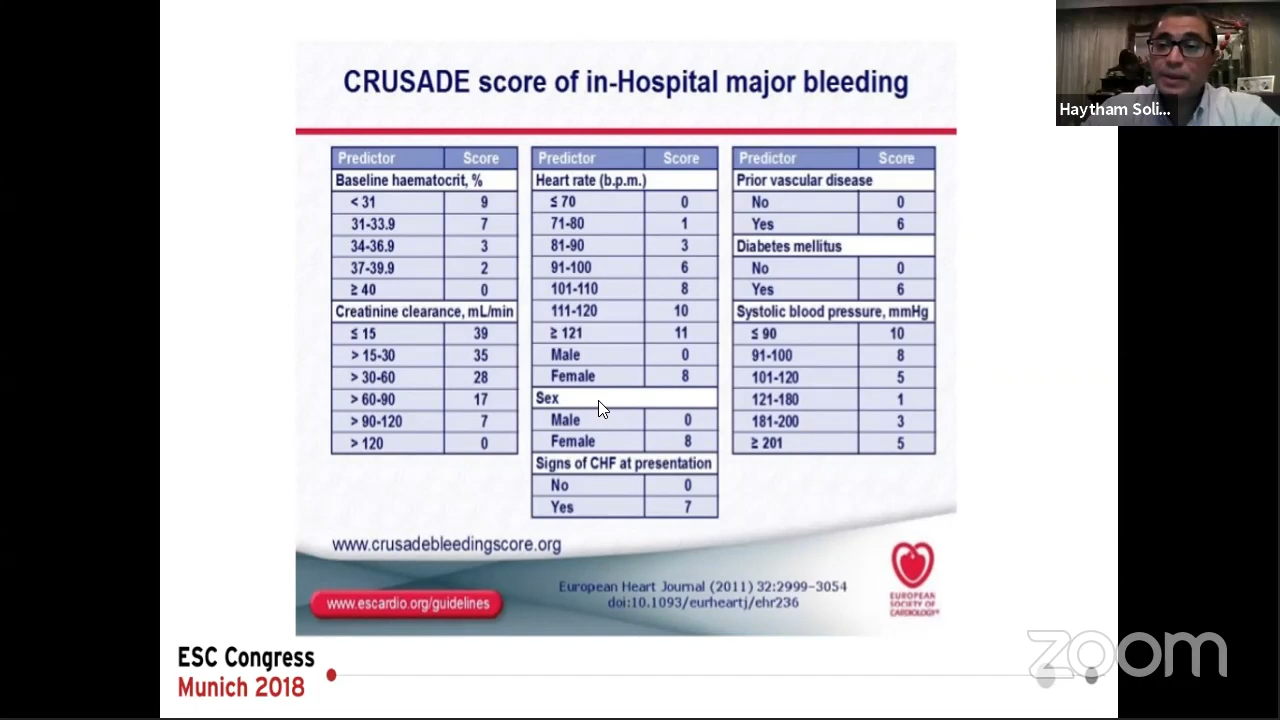 CRUSADE score of in-Hospital major bleeding
Predictor Score
Baseline haematocrit, %
< 31 9
31-33.9 7
34-36.9 3
37-39.9 2
≥ 40 0
Creatinine clearance, mL/min
≤ 15 39
> 15-30 35
> 30-60 28
> 60-90 17
> 90-120 7
> 120 0
Predictor Score
Heart rate (b.p.m.)
≤ 70 0
71-80 1
81-90 3
91-100 6
101-110 8
111-120 10
≥ 121 11
Male 0
Female 8
Sex
Male 0
Female 8
Signs of CHF at presentation
No 0
Yes 7
Predictor Score
Prior vascular disease
No 0
Yes 6
Diabetes mellitus
No 0
Yes 6
Systolic blood pressure, mmHg
≤ 90 10
91-100 8
101-120 5
121-180 1
181-200 3
≥ 201 5
www.crusadebleedingscore.org
www.escardio.org/guidelines
European Heart Journal (2011) 32:2999-3054
doi:10.1093/eurheartj/ehr236
EUROPEAN
SOCIETY OF
CARDIOLOGY®
ESC Congress
Munich 2018
Haytham Soli...
zoom